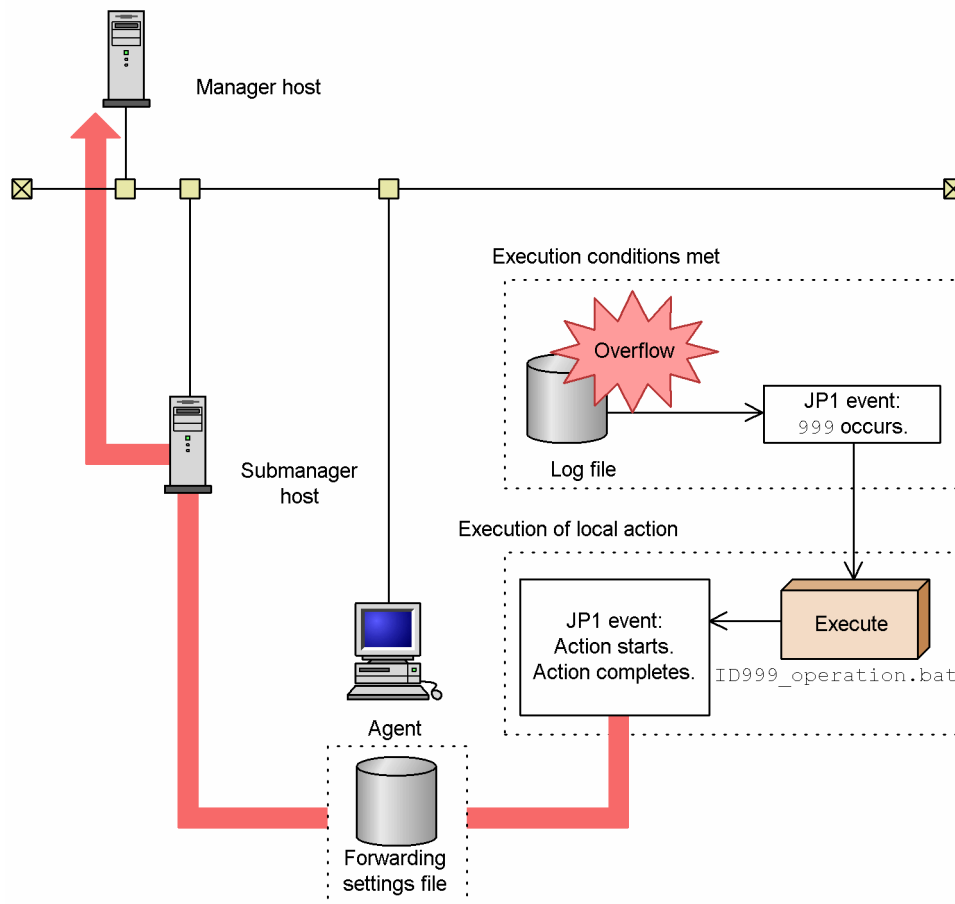 Manager host
Execution conditions met
Overflow
JP1 event:
999 occurs.
Log file
Submanager
host
Execution of local action
JP1 event:
Action starts.
Action completes.
Execute
ID999_operation.bat
Agent
Forwarding
settings file